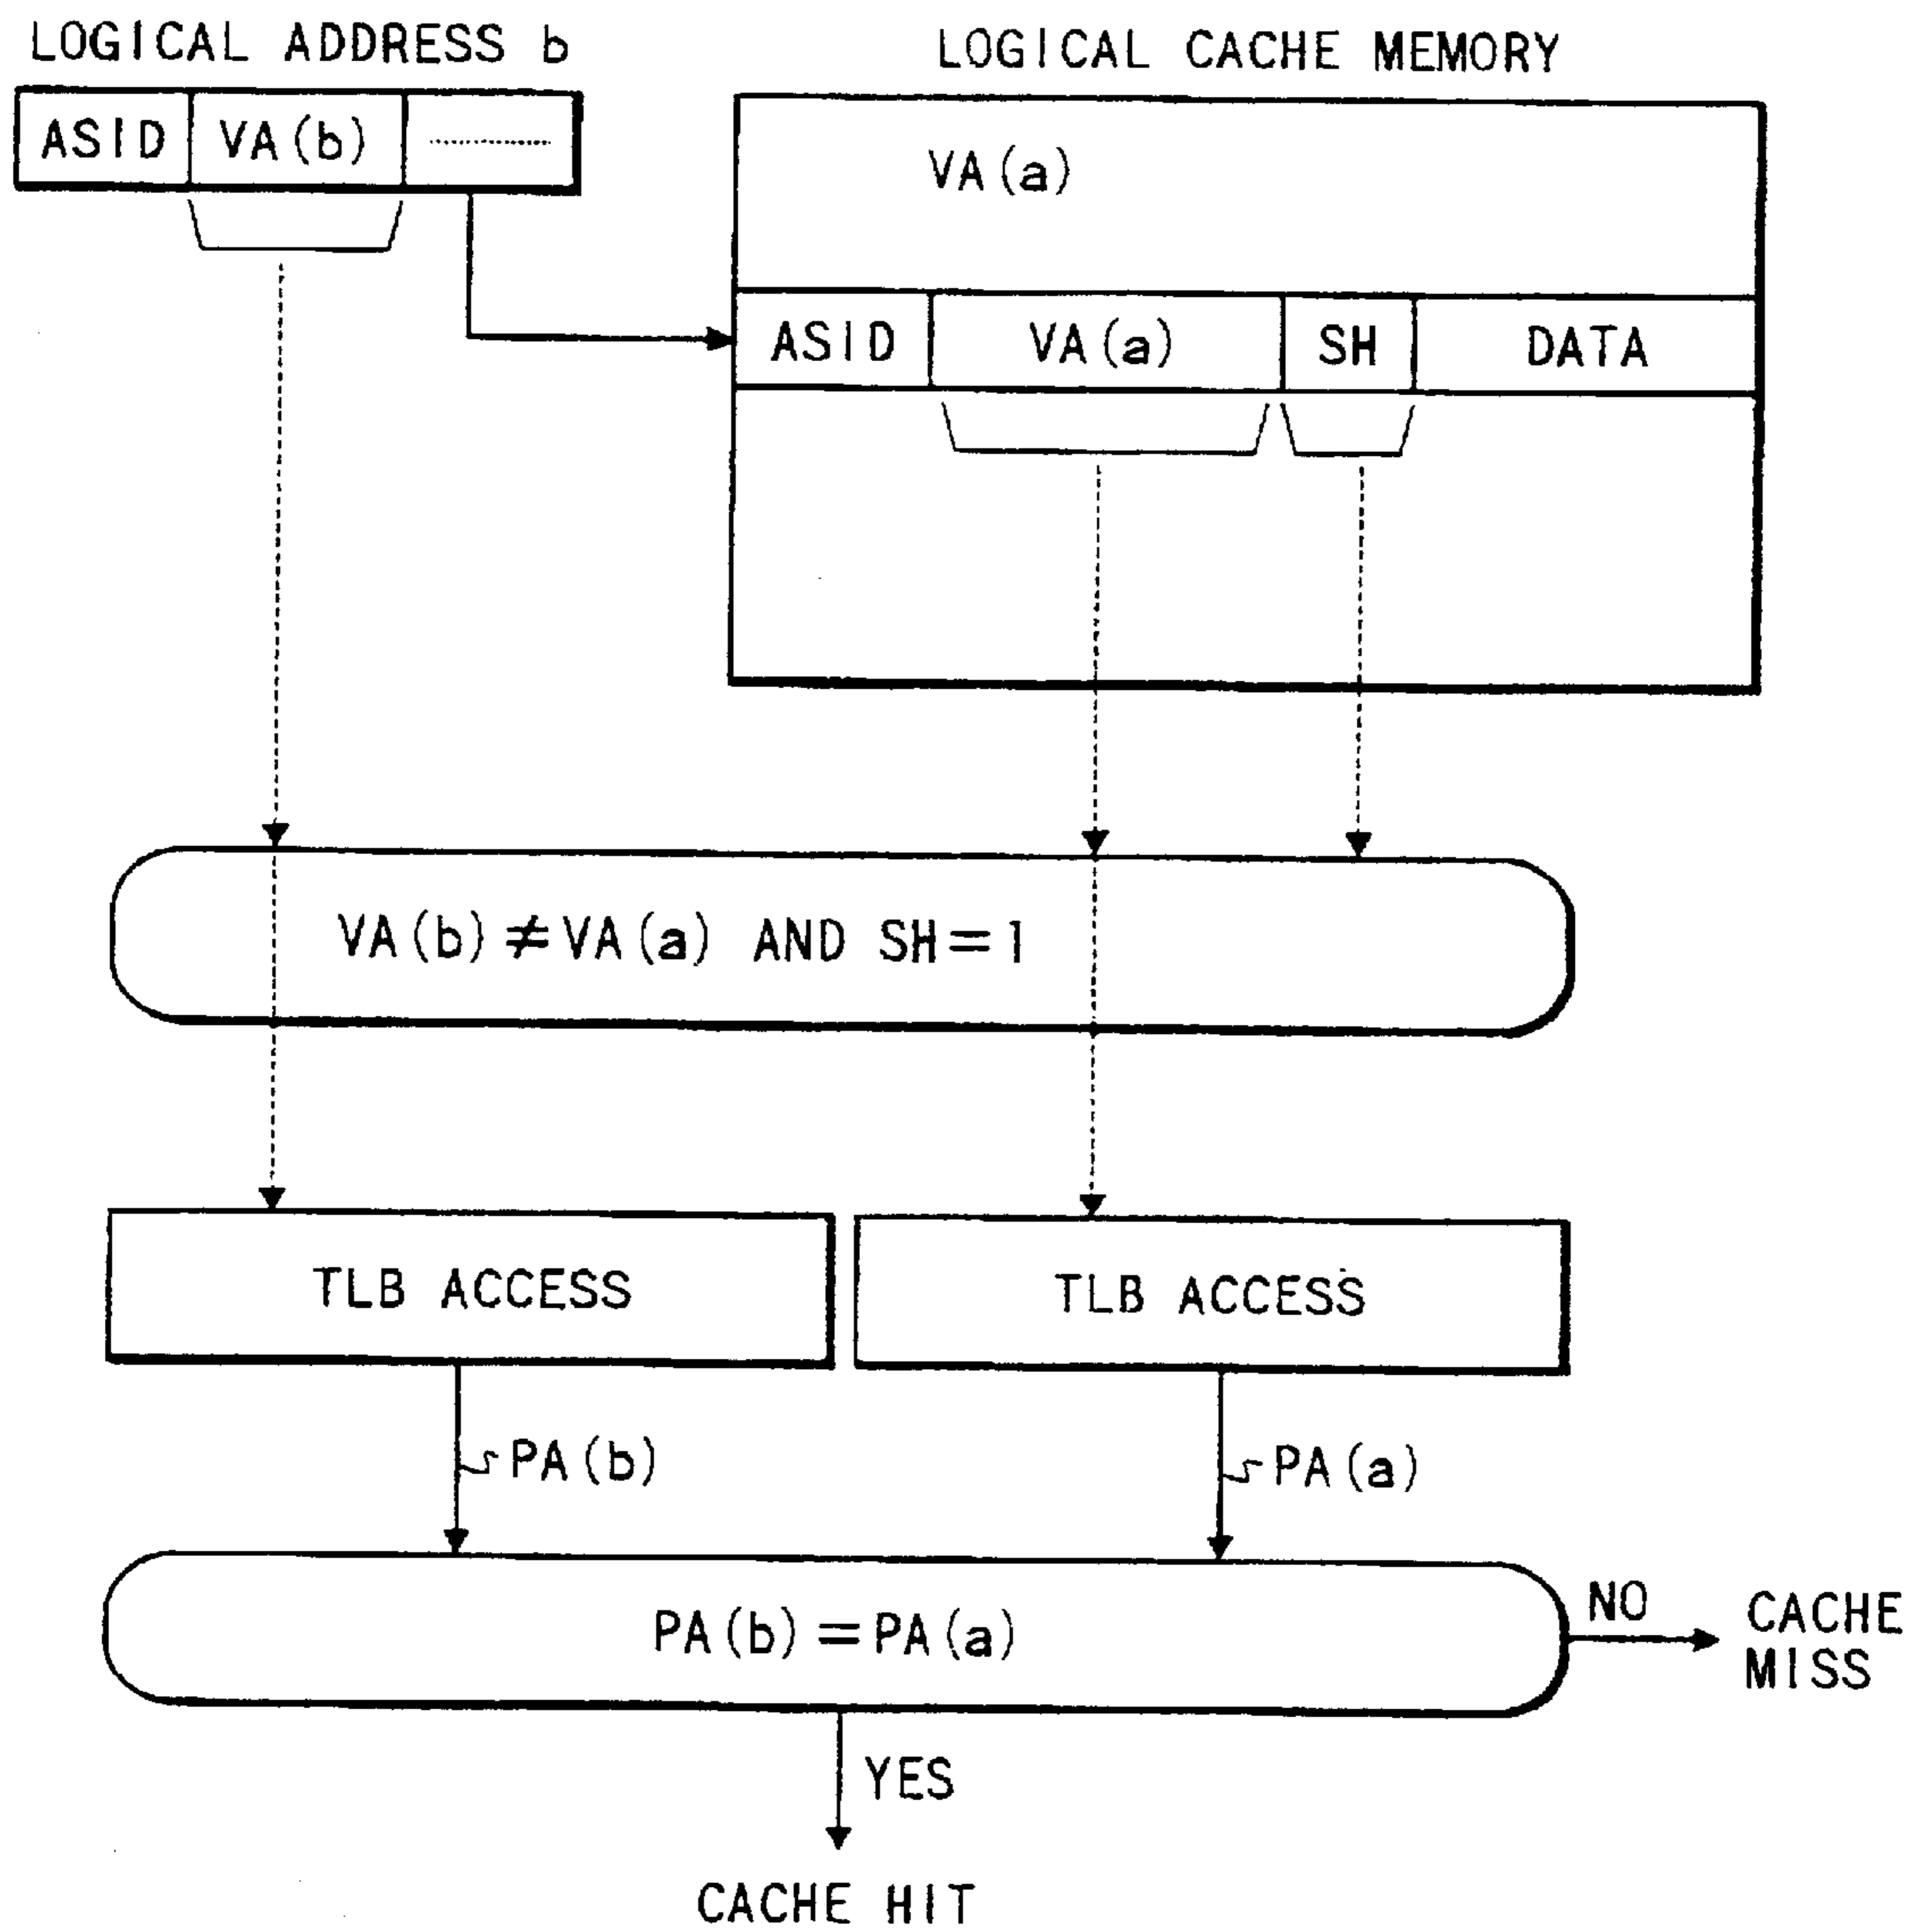 LOGICAL ADDRESS b
LOGICAL CACHE MEMORY
ASID VA(b) ............
VA(a)
ASID VA(a) SH DATA
VA(b)≠VA(a) AND SH=1
TLB ACCESS
TLB ACCESS
PA(b)
PA(a)
PA(b)=PA(a)
NO
CACHE
MISS
YES
CACHE HIT